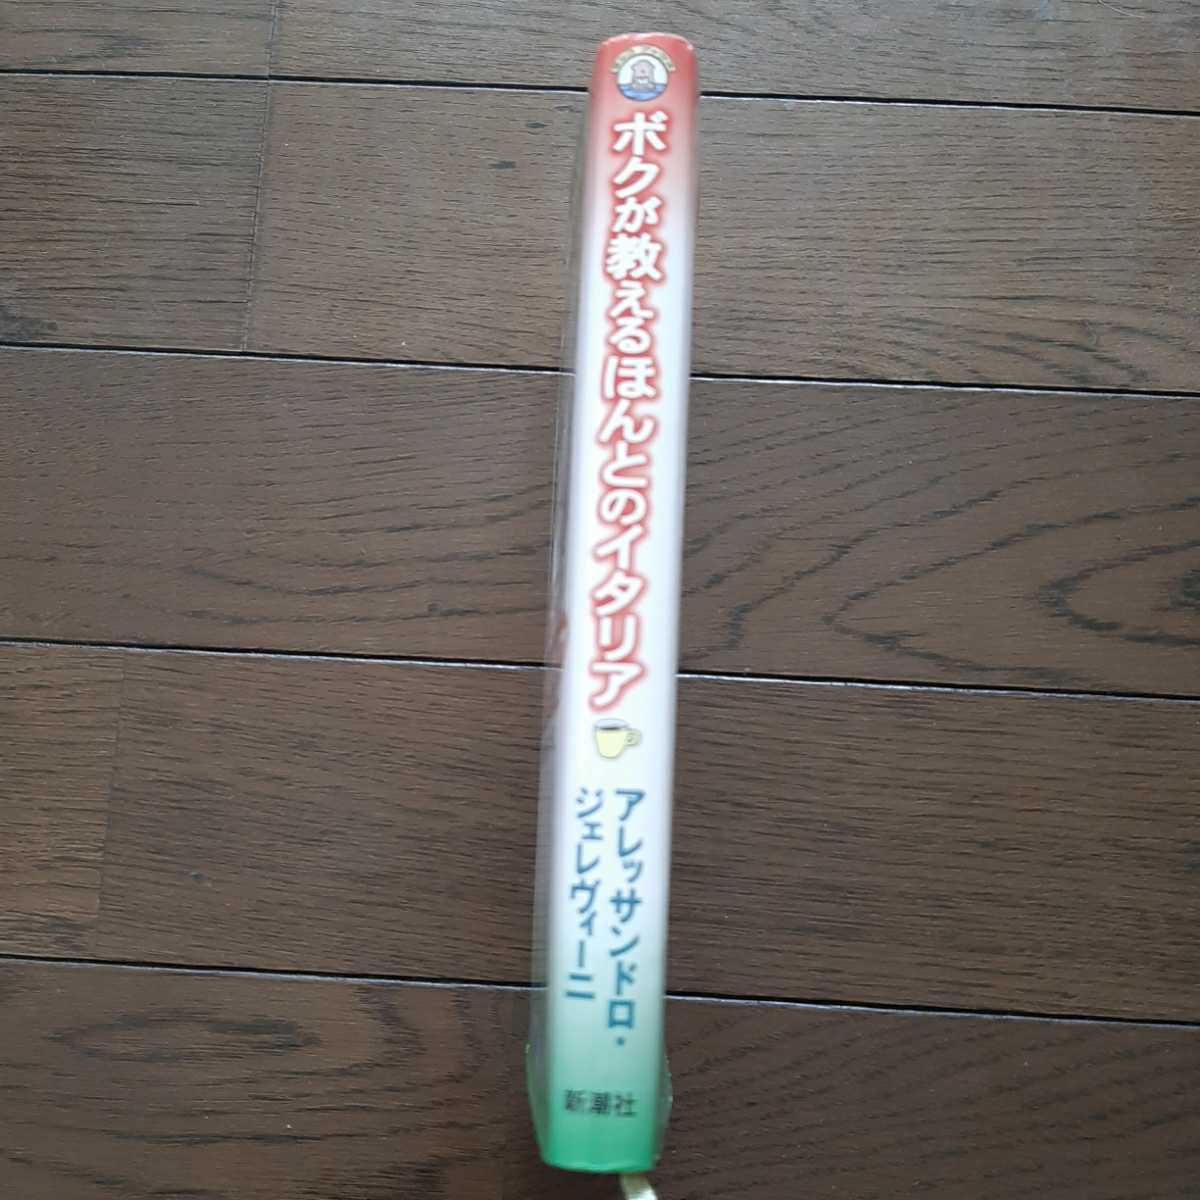 ボクが教えるほんとのイタリア
アレッサンドロ・
ジェレヴィーニ
新潮社